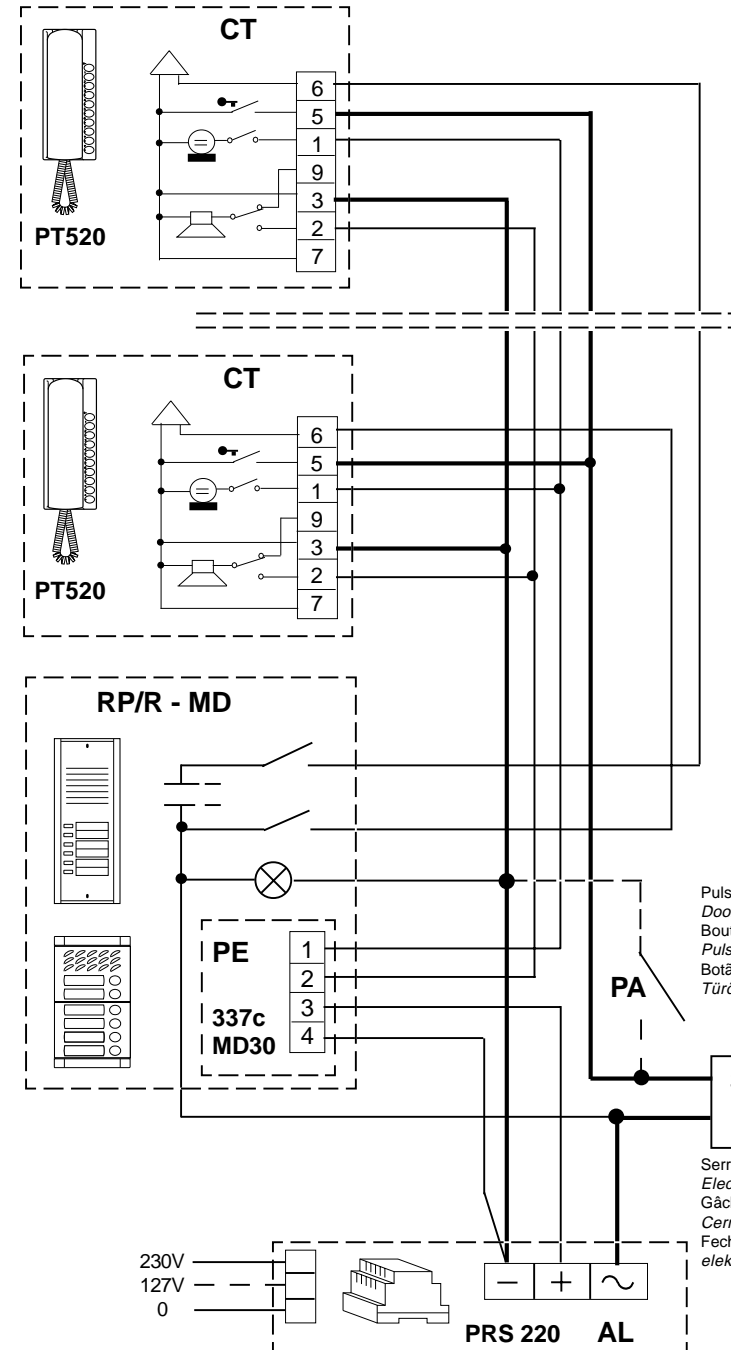 CT
6
5
1
9
3
2
7
PT520
CT
6
5
1
9
3
2
7
PT520
RP/R - MD
PE
337c
MD30
1
2
3
4
PA
Puls
Doo
Bout
Puls
Botã
Türö
Serr
Elec
Gâcl
Cerr
Fech
elek
230V
127V
0
− + ~
PRS 220 AL